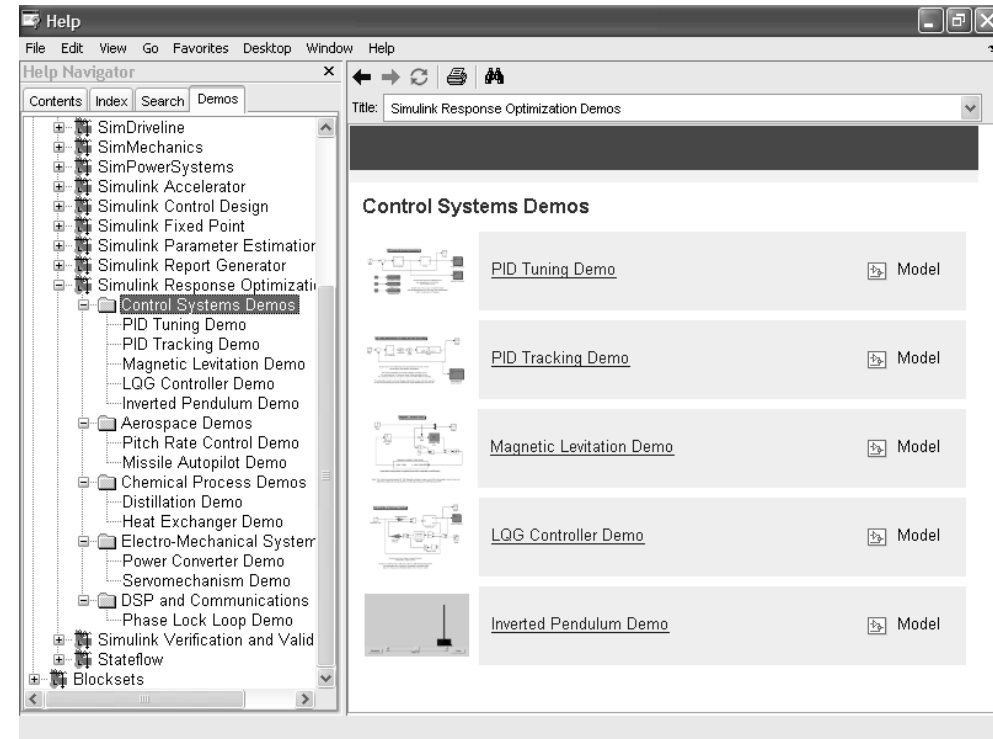 Help
File Edit View Go Favorites Desktop Window Help
Help Navigator
Contents Index Search Demos
SimDriveline
SimMechanics
SimPowerSystems
Simulink Accelerator
Simulink Control Design
Simulink Fixed Point
Simulink Parameter Estimation
Simulink Report Generator
Simulink Response Optimizati
Control Systems Demos
PID Tuning Demo
PID Tracking Demo
Magnetic Levitation Demo
LQG Controller Demo
Inverted Pendulum Demo
Aerospace Demos
Pitch Rate Control Demo
Missile Autopilot Demo
Chemical Process Demos
Distillation Demo
Heat Exchanger Demo
Electro-Mechanical System
Power Converter Demo
Servomechanism Demo
DSP and Communications
Phase Lock Loop Demo
Simulink Verification and Valid
Stateflow
Blocksets
Title: Simulink Response Optimization Demos
Control Systems Demos
PID Tuning Demo Model
PID Tracking Demo Model
Magnetic Levitation Demo Model
LQG Controller Demo Model
Inverted Pendulum Demo Model